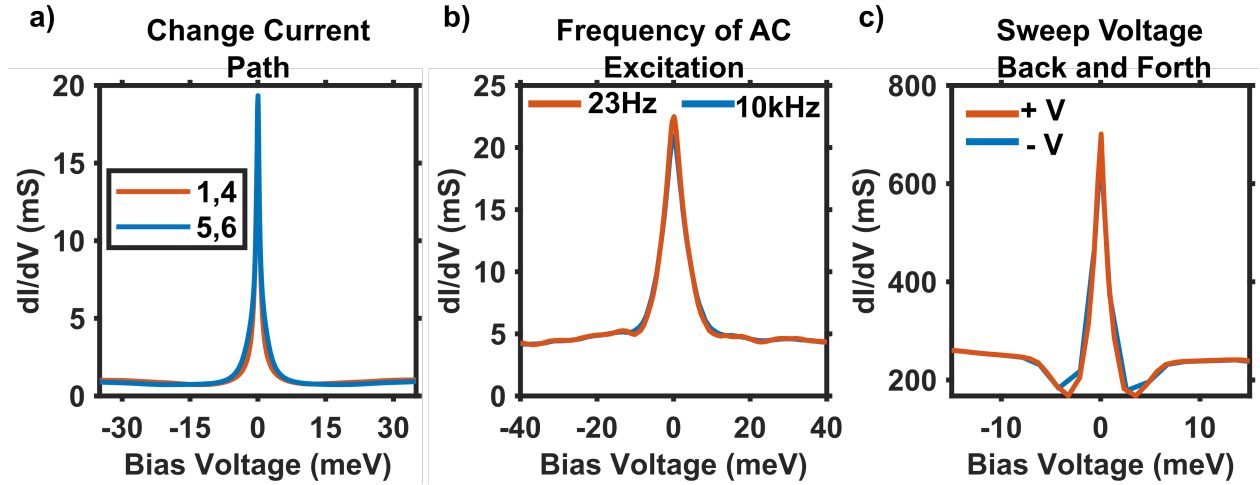 a)
Change Current
Path
20
15
10
5
0
dI/dV (mS)
1,4
5,6
-30 -15 0 15 30
Bias Voltage (meV)
b)
Frequency of AC
Excitation
25
20
15
10
5
0
dI/dV (mS)
23Hz 10kHz
-40 -20 0 20 40
Bias Voltage (meV)
c)
Sweep Voltage
Back and Forth
800
600
400
200
dI/dV (mS)
+ V
- V
-10 0 10
Bias Voltage (meV)